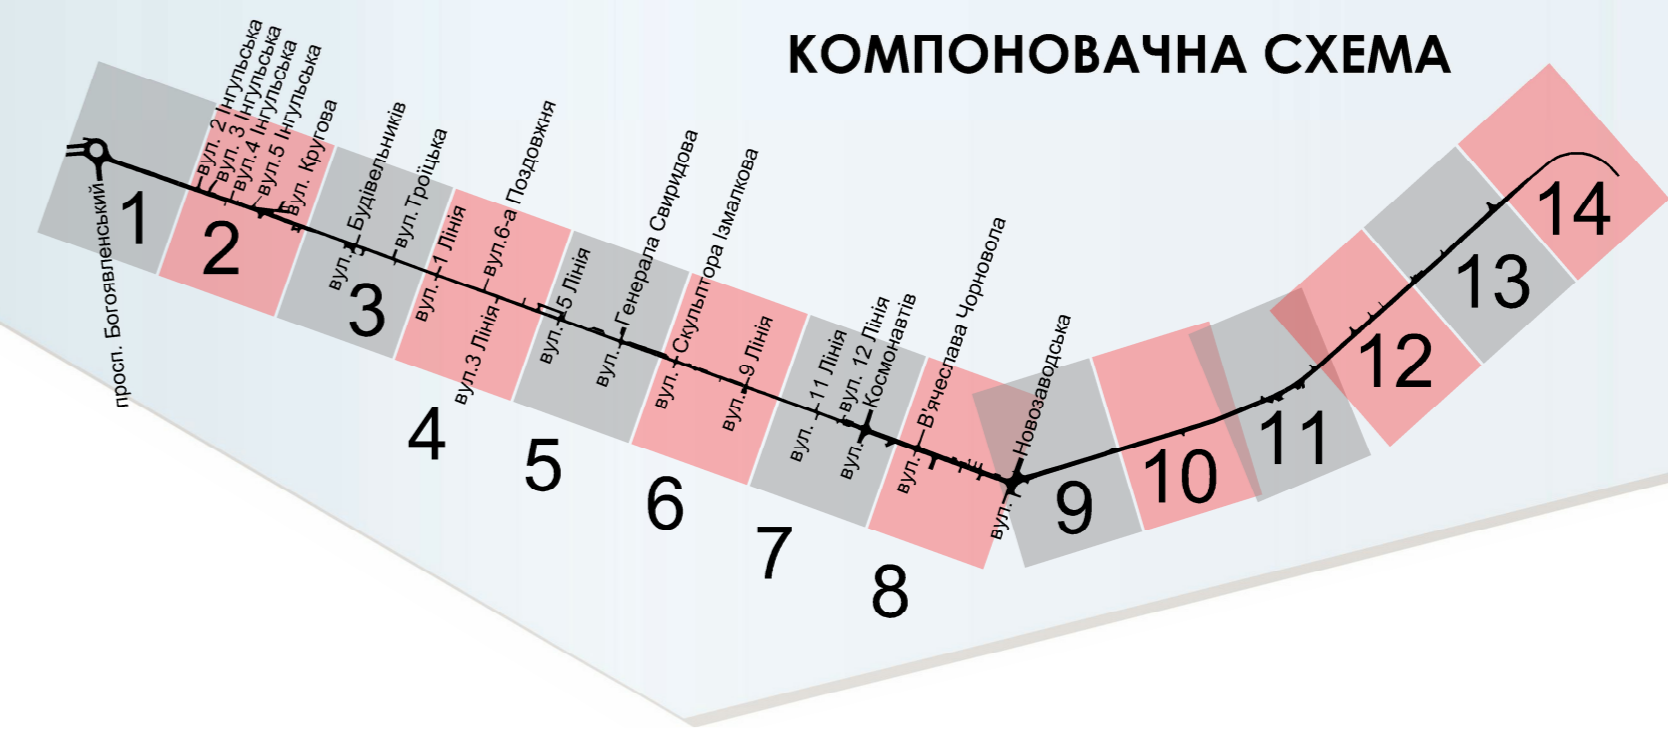 КОМПОНОВАЧНА СХЕМА
просп. Богоявленський
1
вул. 2 Інгульська
вул. 3 Інгульська
вул.4 Інгульська
вул.5 Інгульська
вул. Кругова
2
вул. Будівельників
вул. Троїцька
3
вул. 1 Лінія
вул.6-а Поздовжня
вул.3 Лінія
4
вул. 5 Лінія
вул. Генерала Свиридова
5
вул. Скульптора Ізмалкова
вул. 9 Лінія
6
вул. 11 Лінія
вул. 12 Лінія
вул. Космонавтів
7
вул. В'ячеслава Чорновола
8
вул. Новозаводська
9
10
11
12
13
14